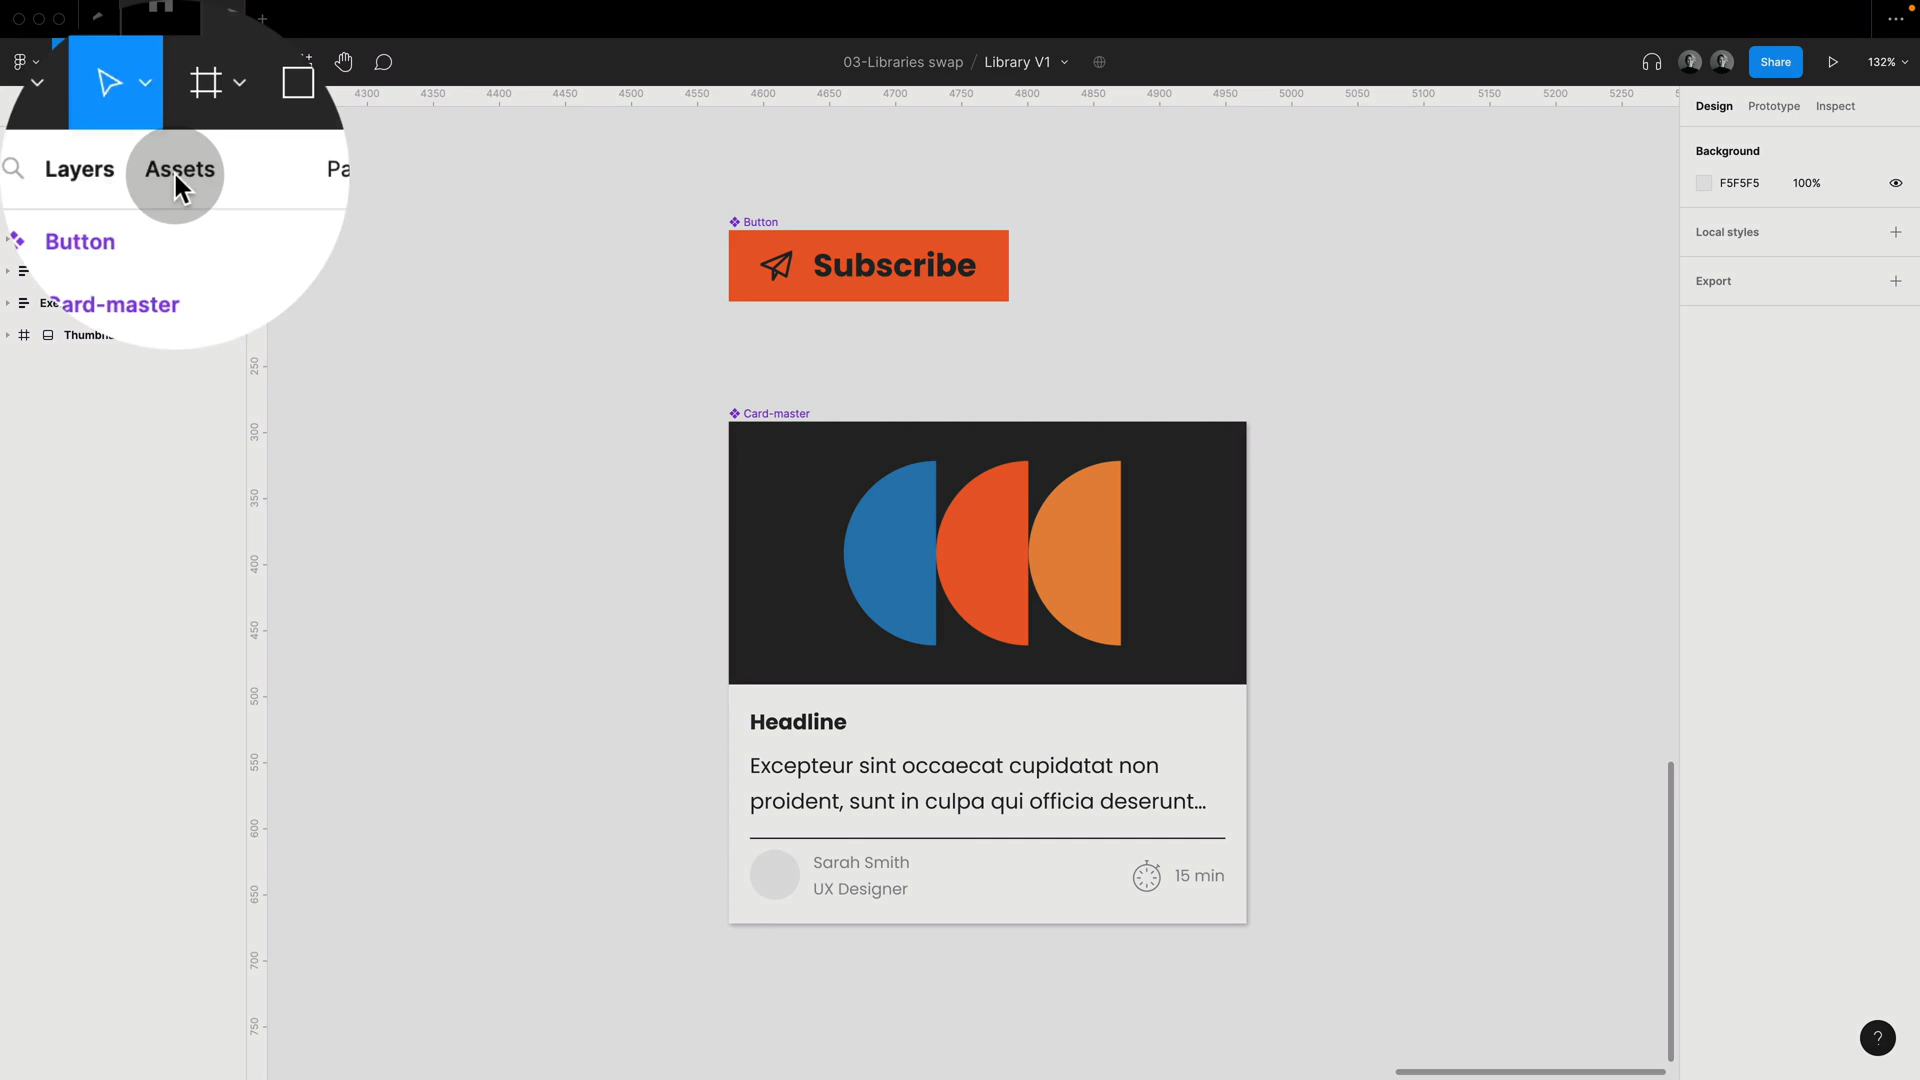 03-Libraries swap / Library V1
Share
132%
4300 4350 4400 4450 4500 4550 4600 4650 4700 4750 4800 4850 4900 4950 5000 5050 5100 5150 5200 5250
Design Prototype Inspect
Layers Assets
Background
F5F5F5 100%
Button
Button
Local styles
Subscribe
Export
Card-master
250
300
350
400
450
500
550
600
650
700
750
Card-master
Headline
Excepteur sint occaecat cupidatat non
proident, sunt in culpa qui officia deserunt...
Sarah Smith
UX Designer
15 min
?